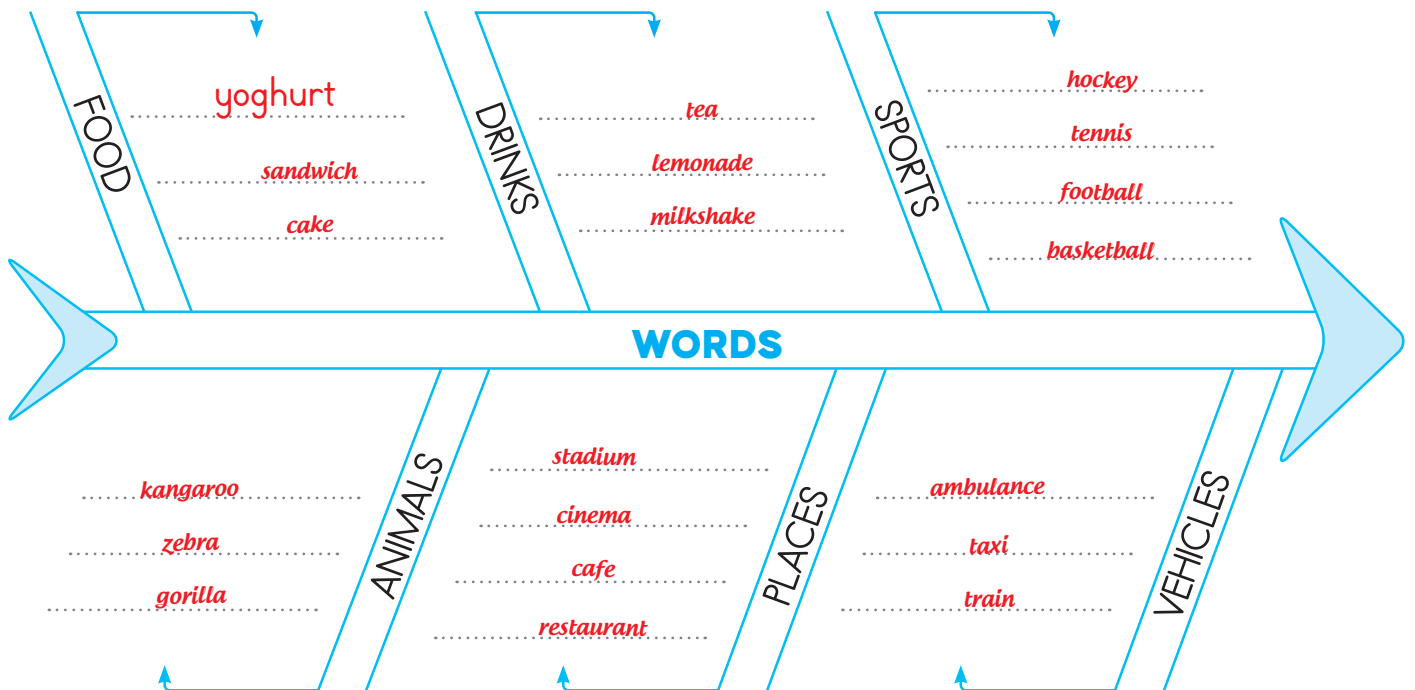 FOOD
yoghurt
sandwich
cake
DRINKS
tea
lemonade
milkshake
SPORTS
hockey
tennis
football
basketball
WORDS
kangaroo
zebra
gorilla
ANIMALS
stadium
cinema
cafe
restaurant
PLACES
ambulance
taxi
train
VEHICLES